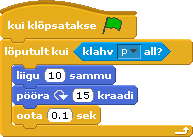 kui klõpsatakse
lõputult kui klahv p all?
liigu 10 sammu
pööra 15 kraadi
oota 0.1 sek